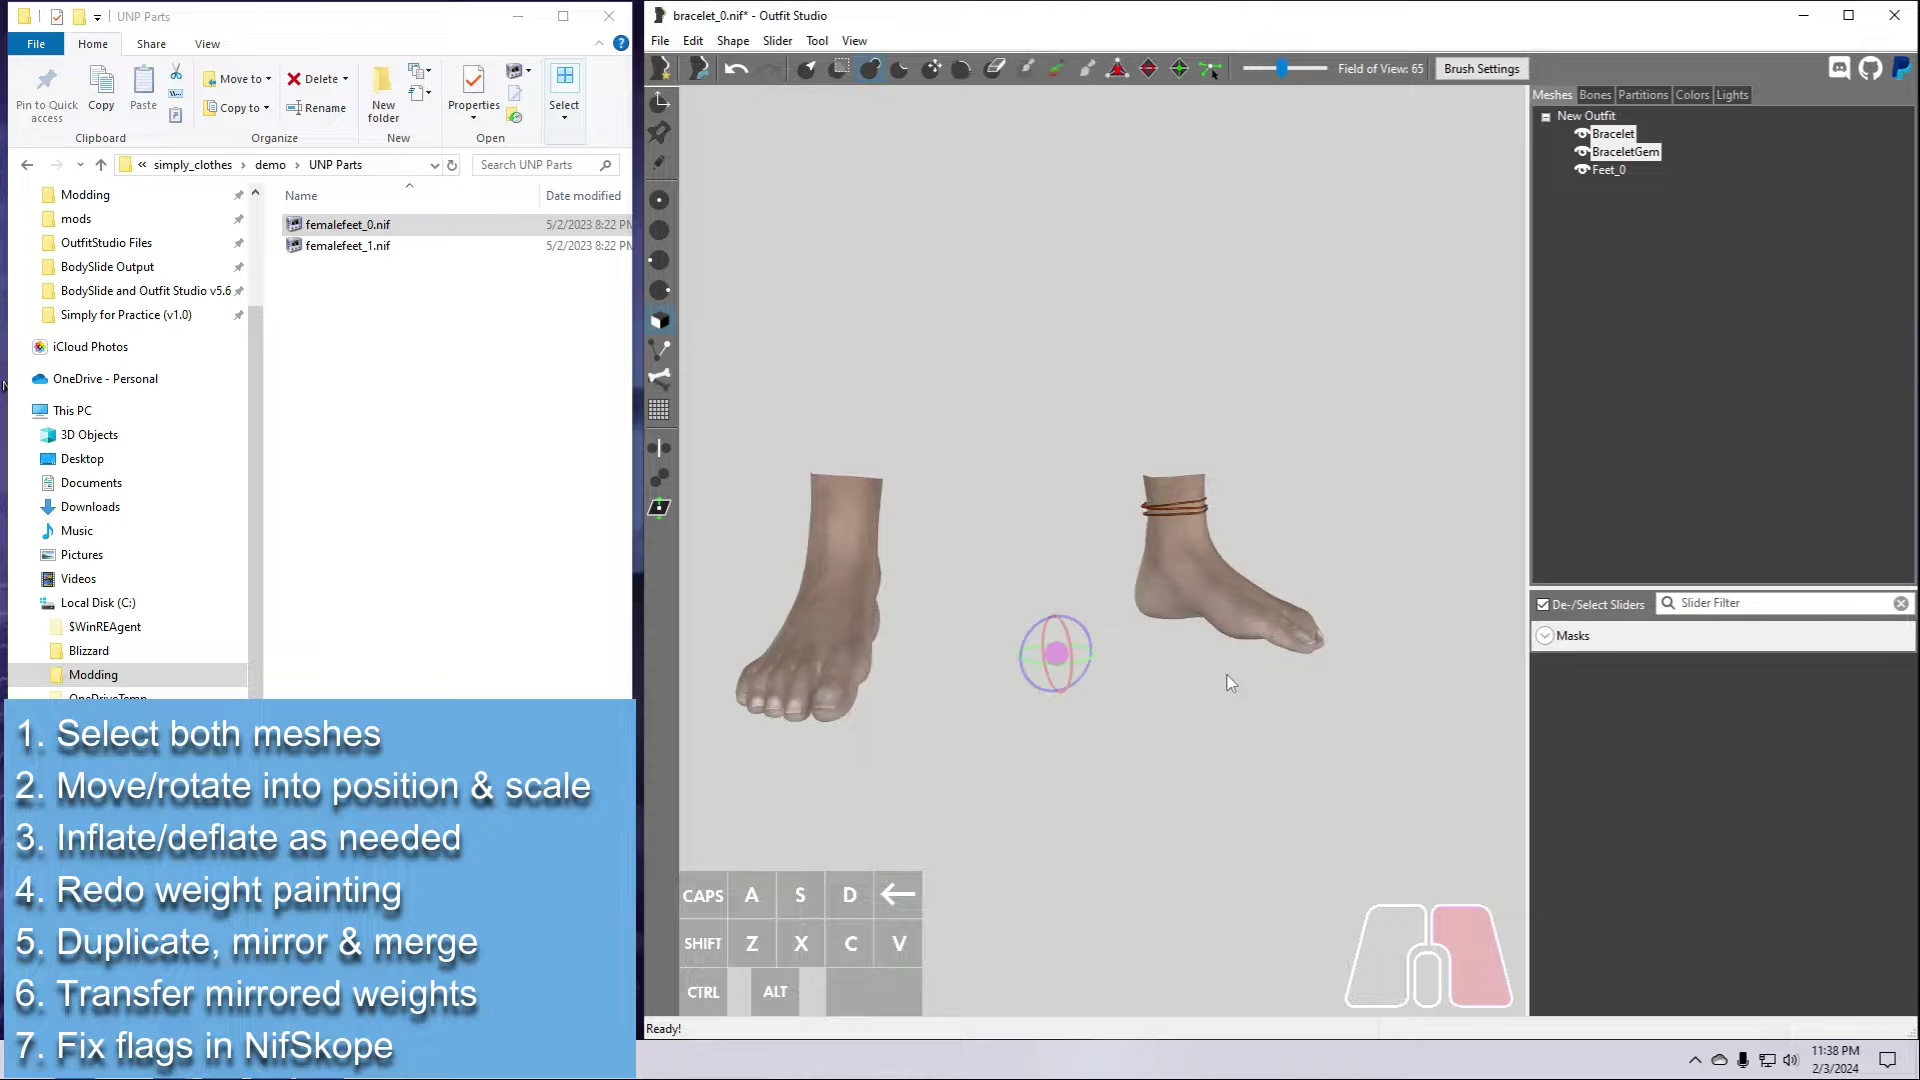 UNP Parts
File
Home
Share
View
Pin to Quick
access
Copy
Paste
Move to
Copy to
Delete
Rename
New
folder
Properties
Select
Clipboard
Organize
New
Open
« simply_clothes › demo › UNP Parts
Search UNP Parts
Name
Date modified
femalefeet_0.nif
5/2/2023 8:22 PM
femalefeet_1.nif
5/2/2023 8:22 PM
Modding
mods
OutfitStudio Files
BodySlide Output
BodySlide and Outfit Studio v5.6
Simply for Practice (v1.0)
iCloud Photos
OneDrive - Personal
This PC
3D Objects
Desktop
Documents
Downloads
Music
Pictures
Videos
Local Disk (C:)
$WinREAgent
Blizzard
Modding
OneDriveTemp
1. Select both meshes
2. Move/rotate into position & scale
3. Inflate/deflate as needed
4. Redo weight painting
5. Duplicate, mirror & merge
6. Transfer mirrored weights
7. Fix flags in NifSkope
bracelet_0.nif* - Outfit Studio
File Edit Shape Slider Tool View
Field of View: 65
Brush Settings
Meshes Bones Partitions Colors Lights
New Outfit
Bracelet
BraceletGem
Feet_0
De-/Select Sliders
Slider Filter
Masks
CAPS A S D
SHIFT Z X C V
CTRL ALT
Ready!
11:38 PM
2/3/2024